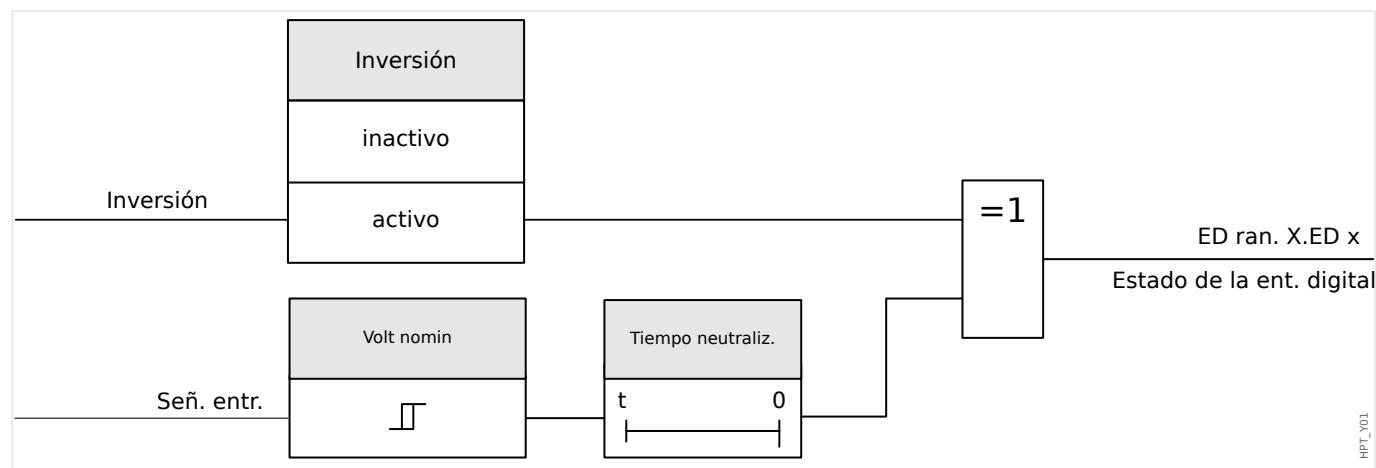 Inversión
inactivo
Inversión
activo
=1
ED ran. X.ED x
Estado de la ent. digital
Volt nomin
Tiempo neutraliz.
Señ. entr.
t 0
HPT_Y01